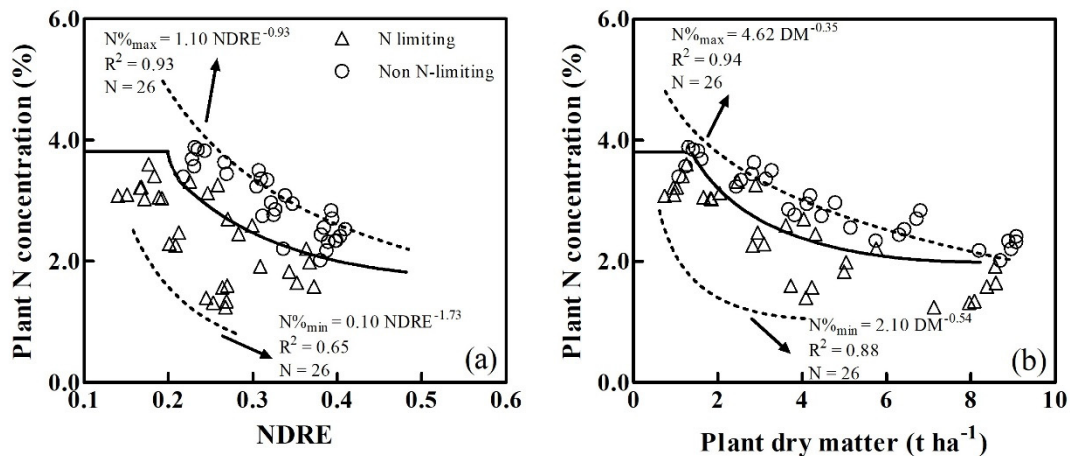 6.0
4.0
2.0
0.0
Plant N concentration (%)
N%max = 1.10 NDRE^-0.93
R² = 0.93
N = 26
△ N limiting
○ Non N-limiting
N%min = 0.10 NDRE^-1.73
R² = 0.65
N = 26
(a)
0.1 0.2 0.3 0.4 0.5 0.6
NDRE
6.0
4.0
2.0
0.0
Plant N concentration (%)
N%max = 4.62 DM^-0.35
R² = 0.94
N = 26
N%min = 2.10 DM^-0.54
R² = 0.88
N = 26
(b)
0 2 4 6 8 10
Plant dry matter (t ha⁻¹)